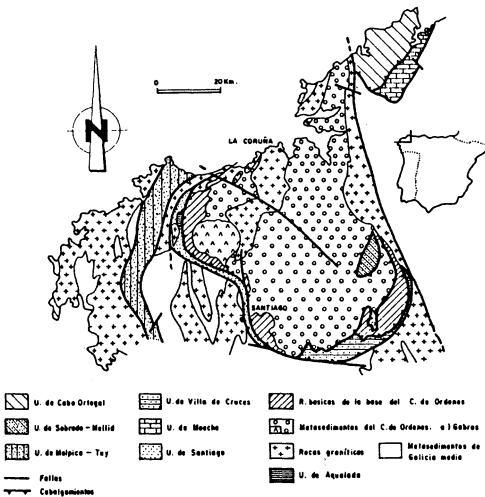 0 20 Km.
N
LA CORUÑA
SANTIAGO
U. de Cabo Ortegal
U. de Villa de Cruces
R. basicas de la base del C. de Ordenes
U. de Sobrado - Mellid
U. de Moeche
Metasedimentos del C. de Ordenes. a) Gabros
U. de Malpica - Tuy
U. de Santiago
Rocas graníticas
Metasedimentos de
Galicia media
Fallas
U. de Agualada
Cabalgamientos